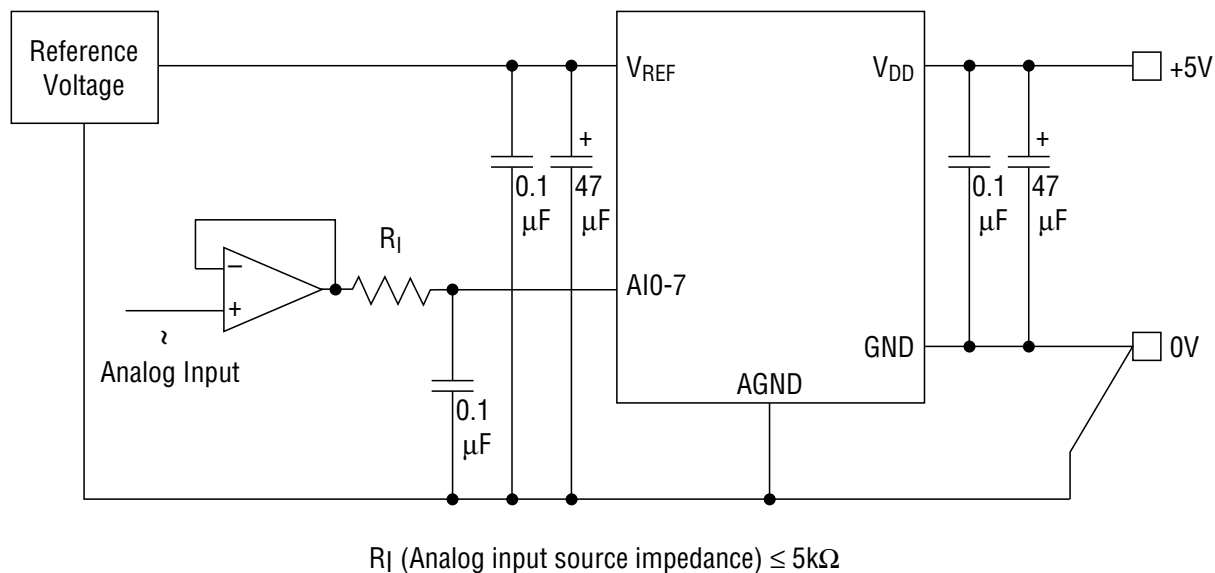 Reference
Voltage
VREF
VDD
+5V
+
0.1
μF
47
μF
+
0.1
μF
47
μF
RI
−
+
~
Analog Input
AI0-7
0.1
μF
GND
0V
AGND
RI (Analog input source impedance) ≤ 5kΩ